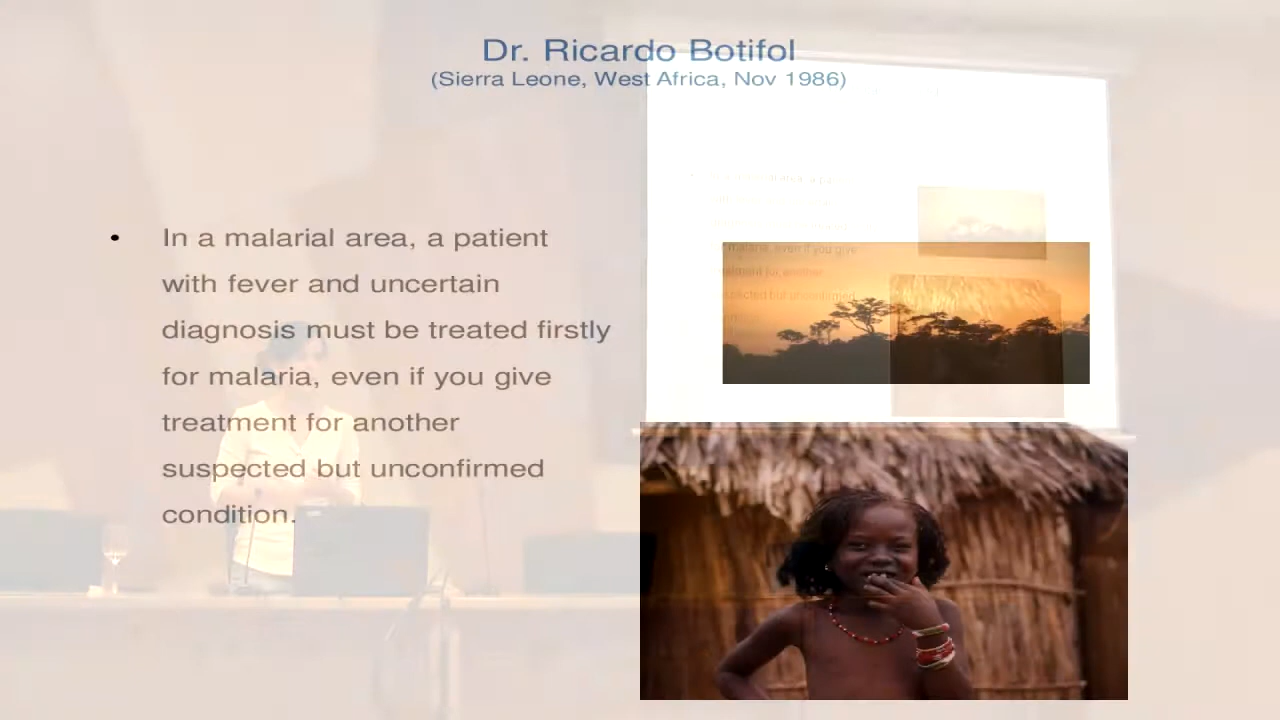 Dr. Ricardo Botifol
(Sierra Leone, West Africa, Nov 1986)
• In a malarial area, a patient
with fever and uncertain
diagnosis must be treated firstly
for malaria, even if you give
treatment for another
suspected but unconfirmed
condition.